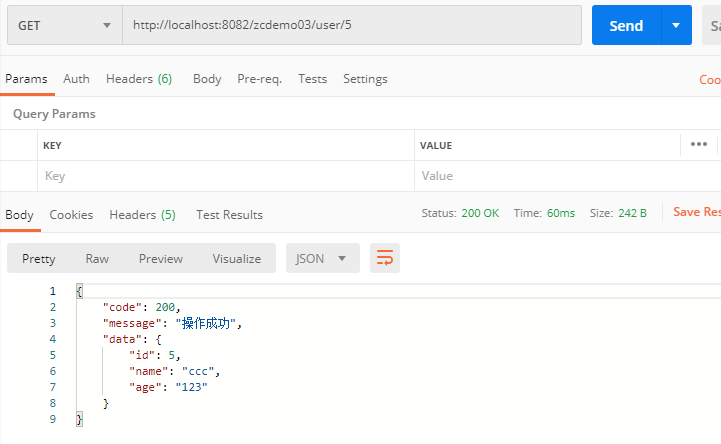 GET http://localhost:8082/zcdemo03/user/5 Send Sa
Params Auth Headers (6) Body Pre-req. Tests Settings Coo
Query Params
KEY VALUE •••
Key Value
Body Cookies Headers (5) Test Results Status: 200 OK Time: 60ms Size: 242 B Save Res
Pretty Raw Preview Visualize JSON
1 {
2 "code": 200,
3 "message": "操作成功",
4 "data": {
5 "id": 5,
6 "name": "ccc",
7 "age": "123"
8 }
9 }